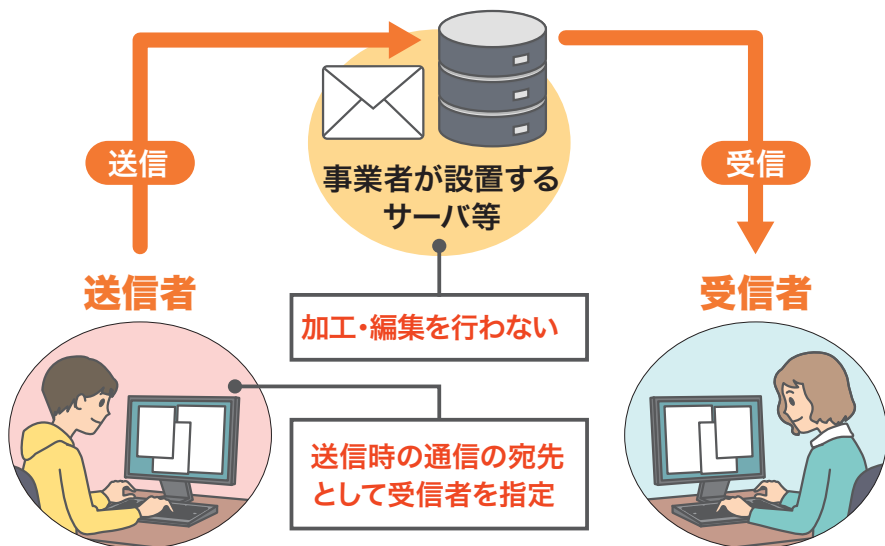 送信
受信
事業者が設置する
サーバ等
送信者
受信者
加工・編集を行わない
送信時の通信の宛先
として受信者を指定